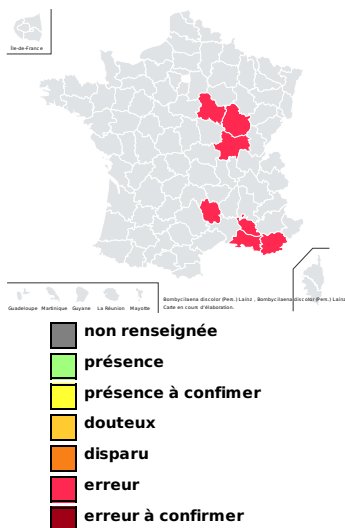 Île-de-France
Guadeloupe Martinique Guyane La Réunion Mayotte
Bombycilaena discolor (Pers.) Laínz , Bombycilaena discolor (Pers.) Laínz
Carte en cours d'élaboration.
non renseignée
présence
présence à confimer
douteux
disparu
erreur
erreur à confirmer